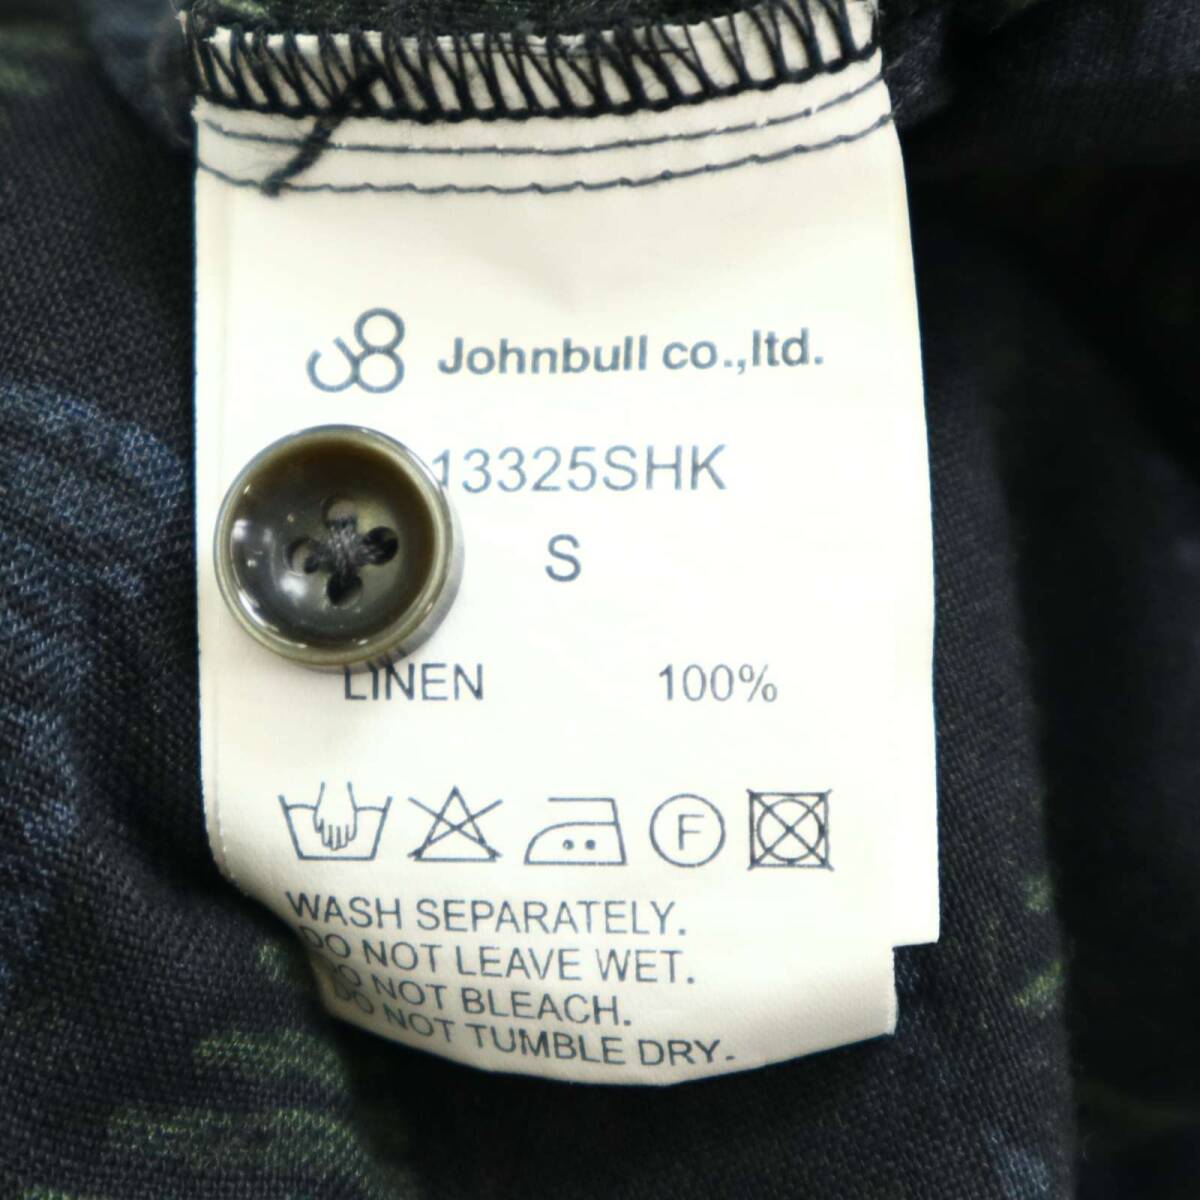 Johnbull co.,ltd.
13325SHK
S
LINEN 100%
F
WASH SEPARATELY.
DO NOT LEAVE WET.
DO NOT BLEACH.
DO NOT TUMBLE DRY.